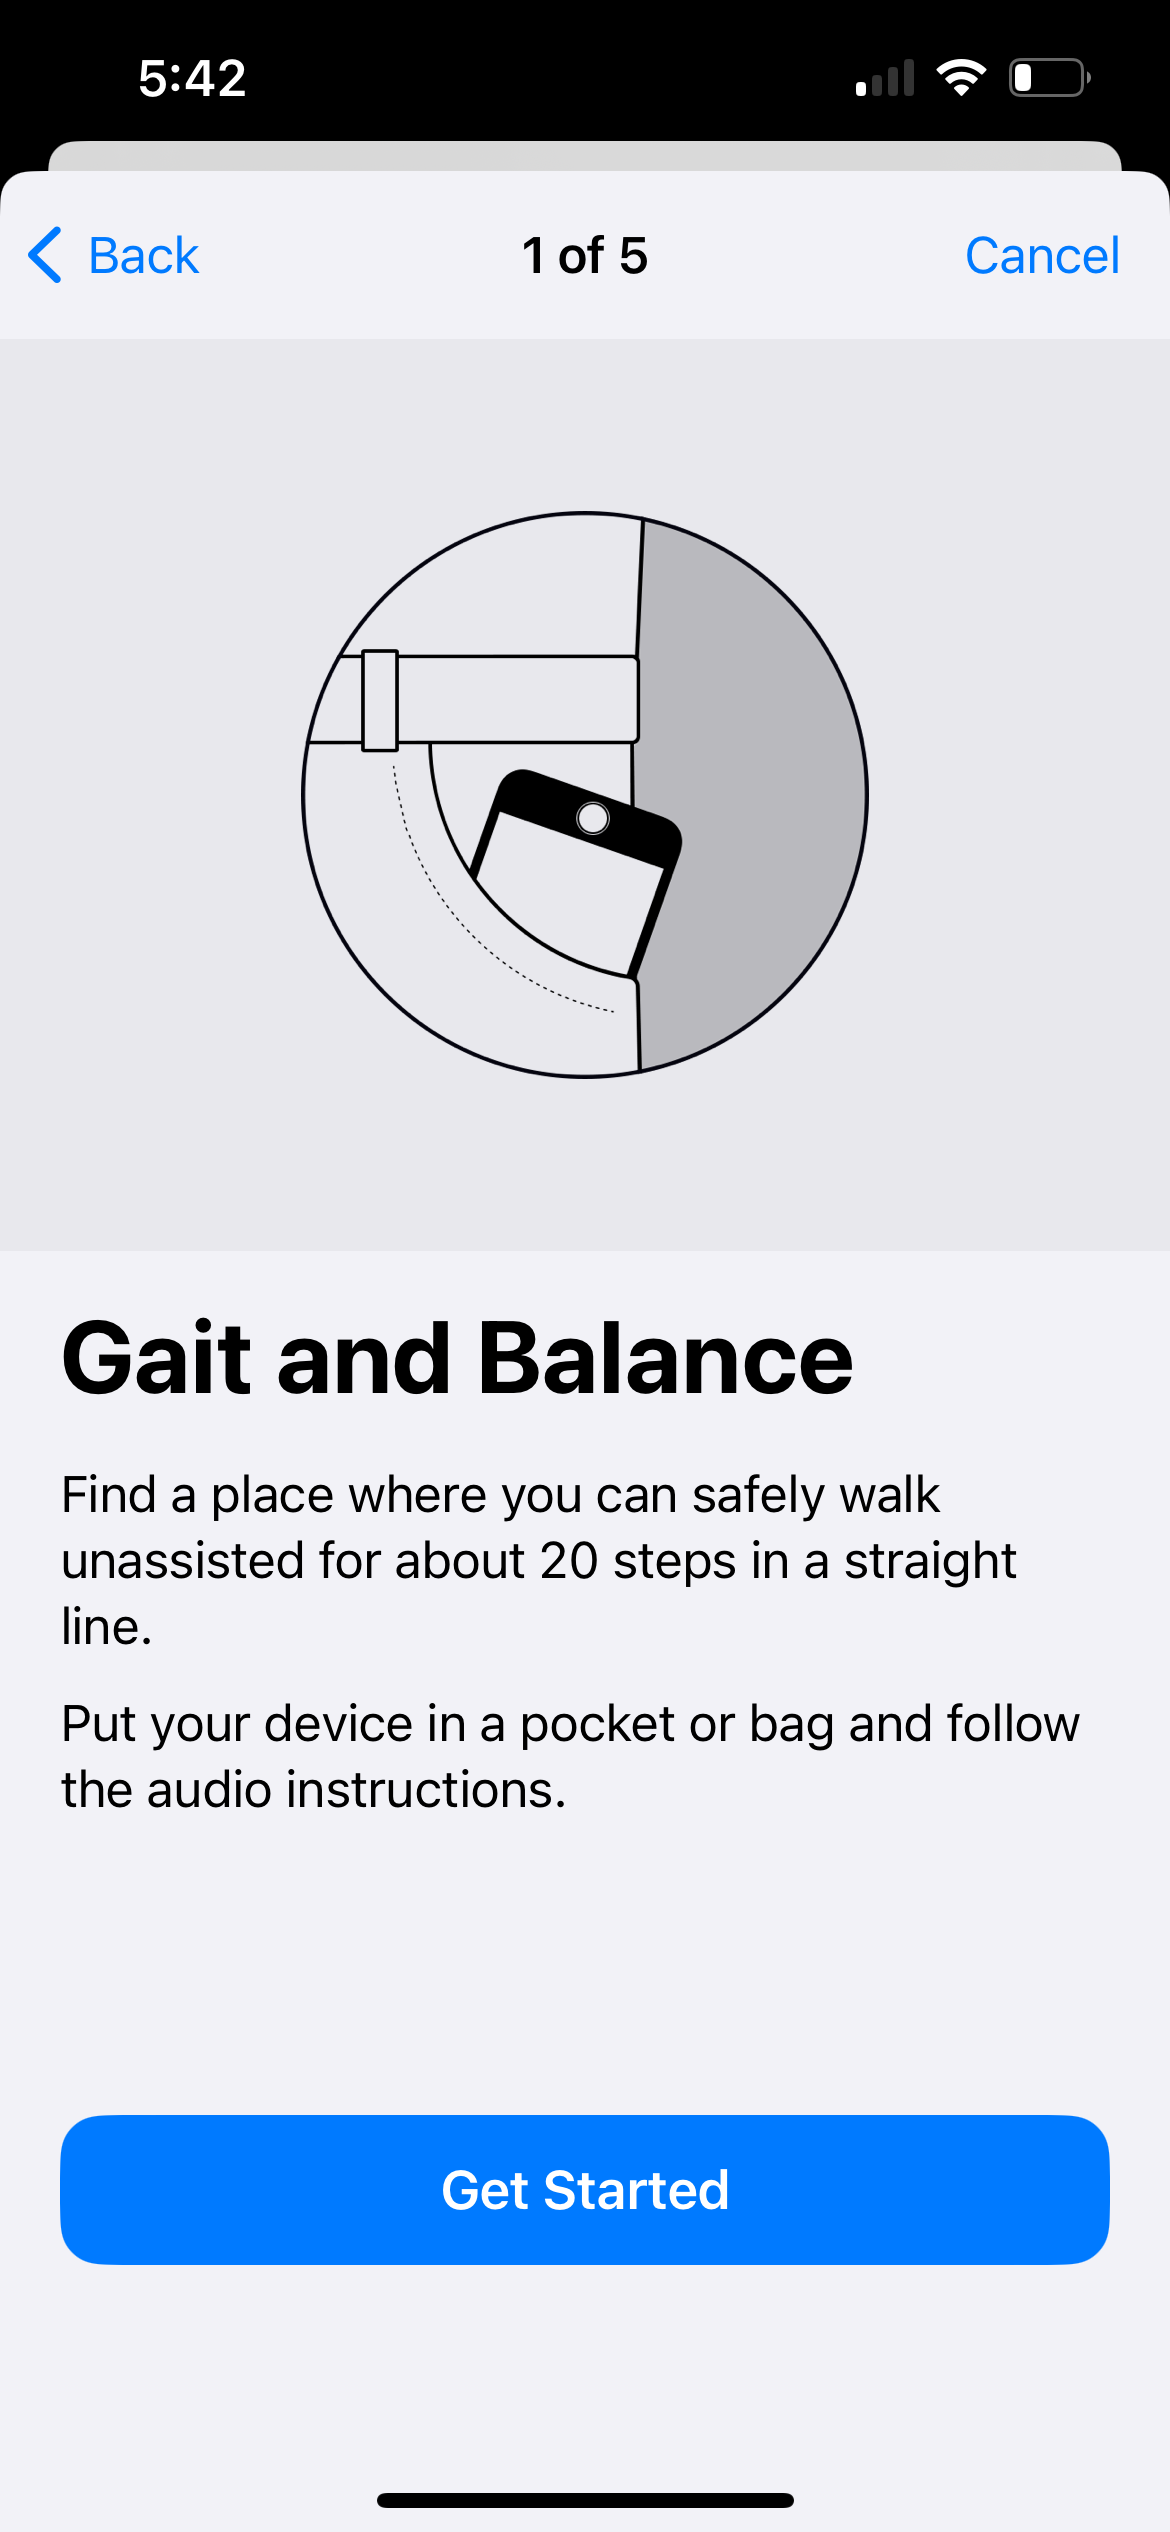 5:42
Back
1 of 5
Cancel
Gait and Balance
Find a place where you can safely walk
unassisted for about 20 steps in a straight
line.
Put your device in a pocket or bag and follow
the audio instructions.
Get Started